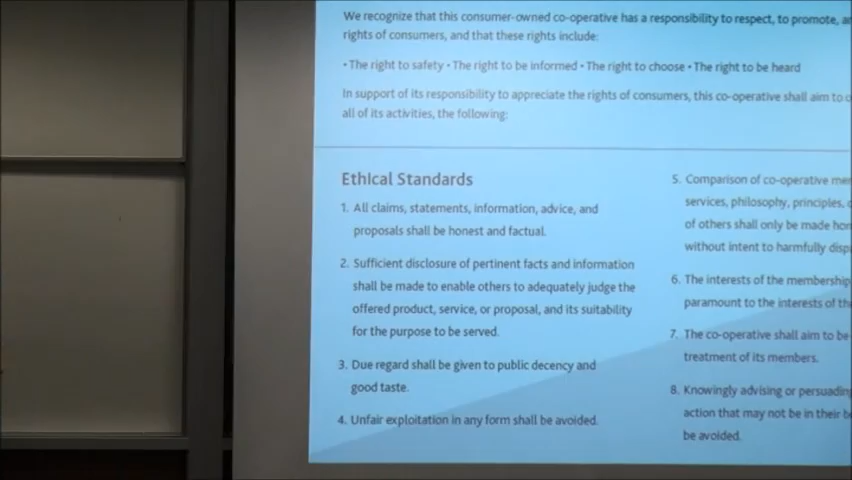 We recognize that this consumer-owned co-operative has a responsibility to respect, to promote,
rights of consumers, and that these rights include:
• The right to safety • The right to be informed • The right to choose • The right to be heard
In support of its responsibility to appreciate the rights of consumers, this co-operative shall aim to
all of its activities, the following:
Ethical Standards
1. All claims, statements, information, advice, and
proposals shall be honest and factual.
2. Sufficient disclosure of pertinent facts and information
shall be made to enable others to adequately judge the
offered product, service, or proposal, and its suitability
for the purpose to be served.
3. Due regard shall be given to public decency and
good taste.
4. Unfair exploitation in any form shall be avoided.
5. Comparison of co-operative
services, philosophy, principles,
of others shall only be made
without intent to harmfully
6. The interests of the membership
paramount to the interests of
7. The co-operative shall aim to be
treatment of its members.
8. Knowingly advising or persuading
action that may not be in their
be avoided.